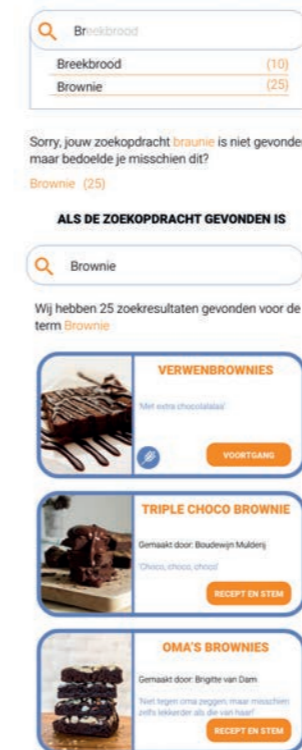 Breekbrood
Breekbrood (10)
Brownie (25)
Sorry, jouw zoekopdracht braunie is niet gevonden
maar bedoelde je misschien dit?
Brownie (25)
ALS DE ZOEKOPDRACHT GEVONDEN IS
Brownie
Wij hebben 25 zoekresultaten gevonden voor de
term Brownie
VERWENBROWNIES
'Met extra chocolalalaa'
VOORTGANG
TRIPLE CHOCO BROWNIE
Gemaakt door: Boudewijn Mulderij
'Choco, choco, choco!'
RECEPT EN STEM
OMA'S BROWNIES
Gemaakt door: Brigitte van Dam
'Niet tegen oma zeggen, maar misschien
zelfs lekkerder als die van haar!'
RECEPT EN STEM